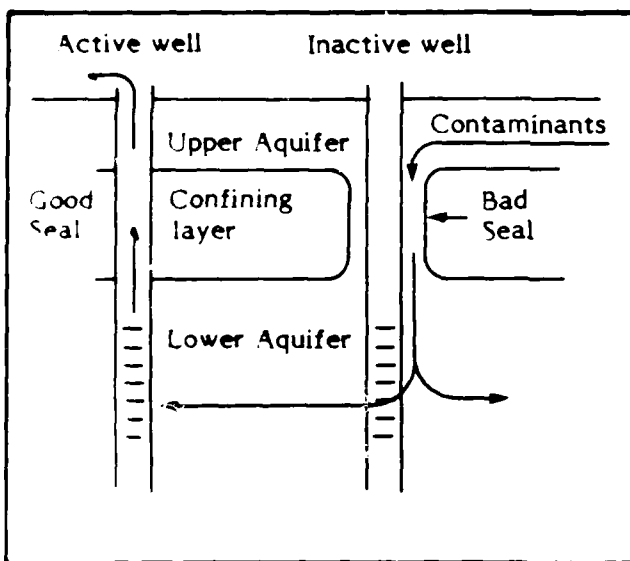 Active well
Inactive well
Contaminants
Upper Aquifer
Good
Seal
Confining
layer
Bad
Seal
Lower Aquifer